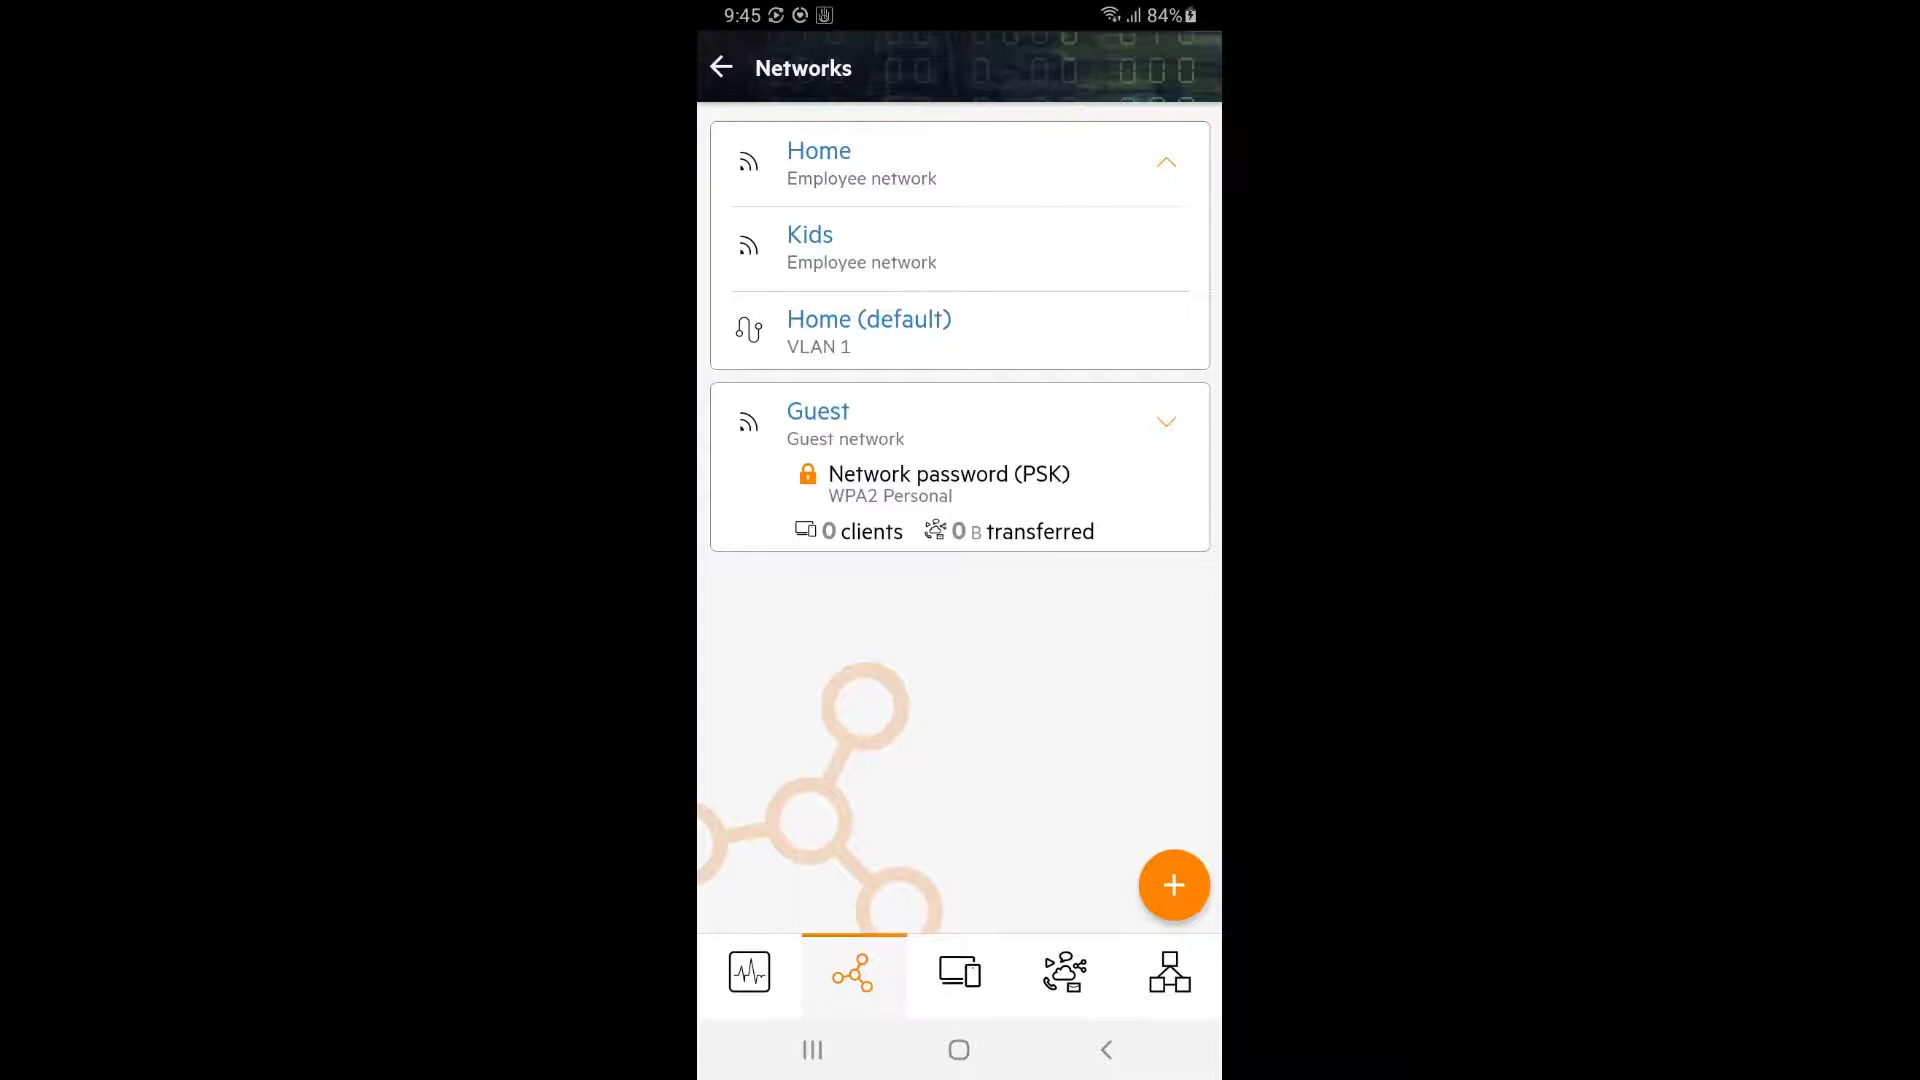 9:45
84%
Networks
Home
Employee network
Kids
Employee network
Home (default)
VLAN 1
Guest
Guest network
Network password (PSK)
WPA2 Personal
0 clients 0 B transferred